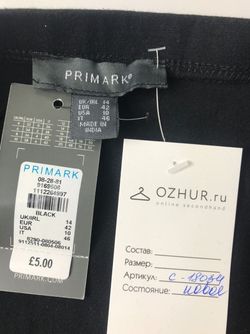 PRIMARK
UK/IRL 14
EUR 42
USA 10
IT 46
MADE IN
INDIA
PRIMARK
BLACK
UK/IRL 14
EUR 42
USA 10
IT 46
£5.00
OZHUR.ru
online secondhand
Состав:
Размер:
Артикул: С-
Состояние: новое